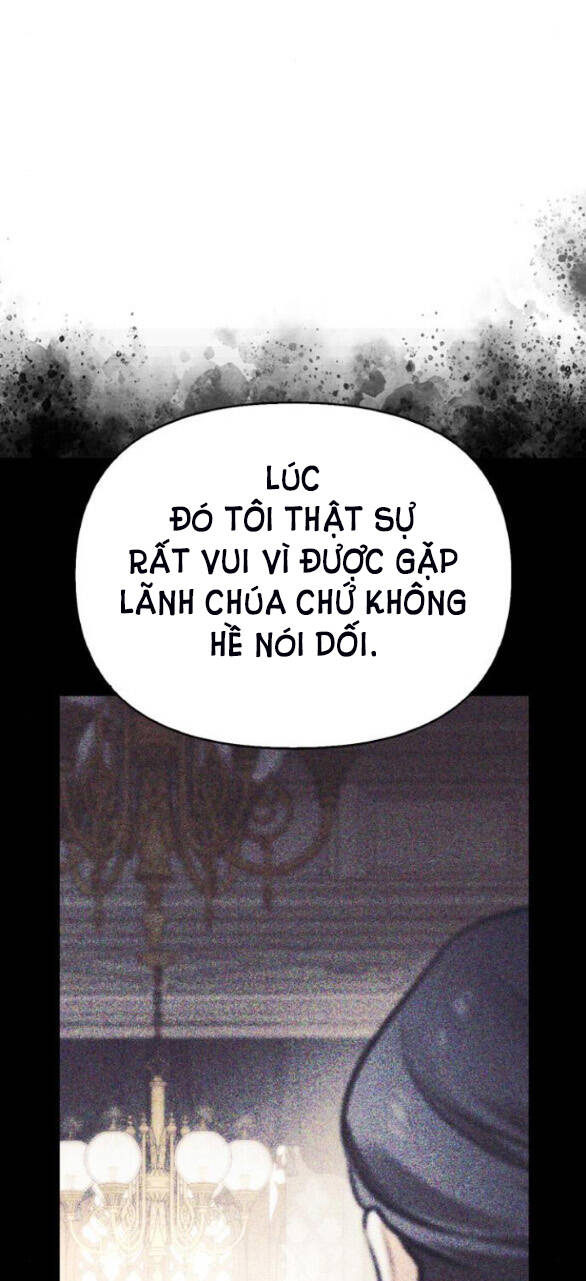 LÚC
ĐÓ TÔI THẬT SỰ
RẤT VUI VÌ ĐƯỢC GẶP
LÃNH CHÚA CHỨ KHÔNG
HỀ NÓI DỐI.